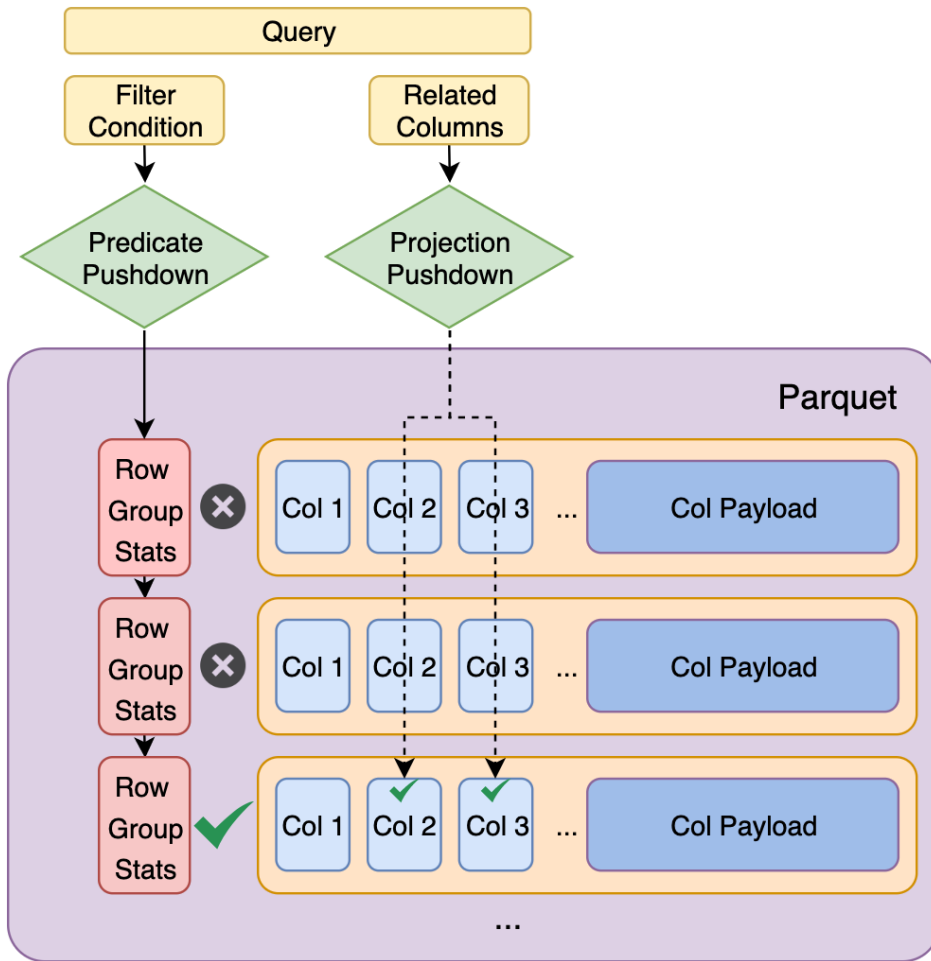 Query
Filter
Condition
Related
Columns
Predicate
Pushdown
Projection
Pushdown
Parquet
Row
Group
Stats
Col 1
Col 2
Col 3
...
Col Payload
Row
Group
Stats
Col 1
Col 2
Col 3
...
Col Payload
Row
Group
Stats
Col 1
Col 2
Col 3
...
Col Payload
...